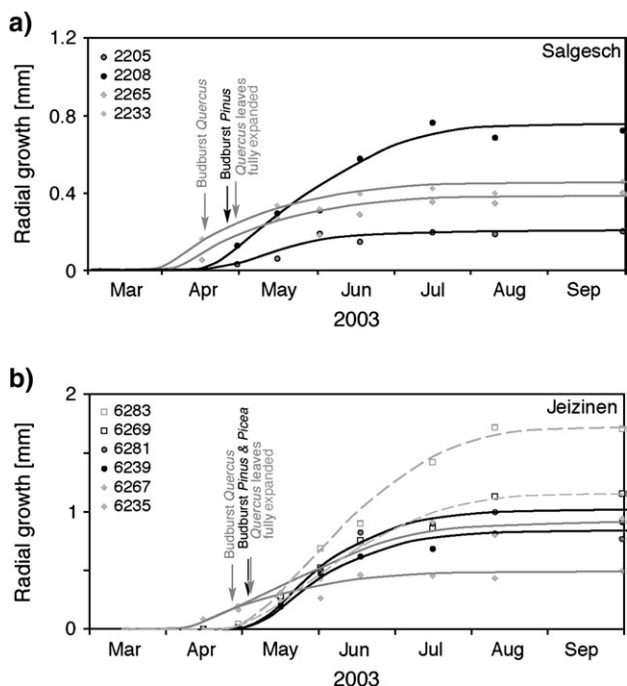 a)
1.2
0.8
0.4
0
Radial growth [mm]
2205
2208
2265
2233
Salgesch
Budburst Quercus
Budburst Pinus
Quercus leaves
fully expanded
Mar Apr May Jun Jul Aug Sep
2003
b)
2
1
0
Radial growth [mm]
6283
6269
6281
6239
6267
6235
Jeizinen
Budburst Quercus
Budburst Pinus & Picea
Quercus leaves
fully expanded
Mar Apr May Jun Jul Aug Sep
2003